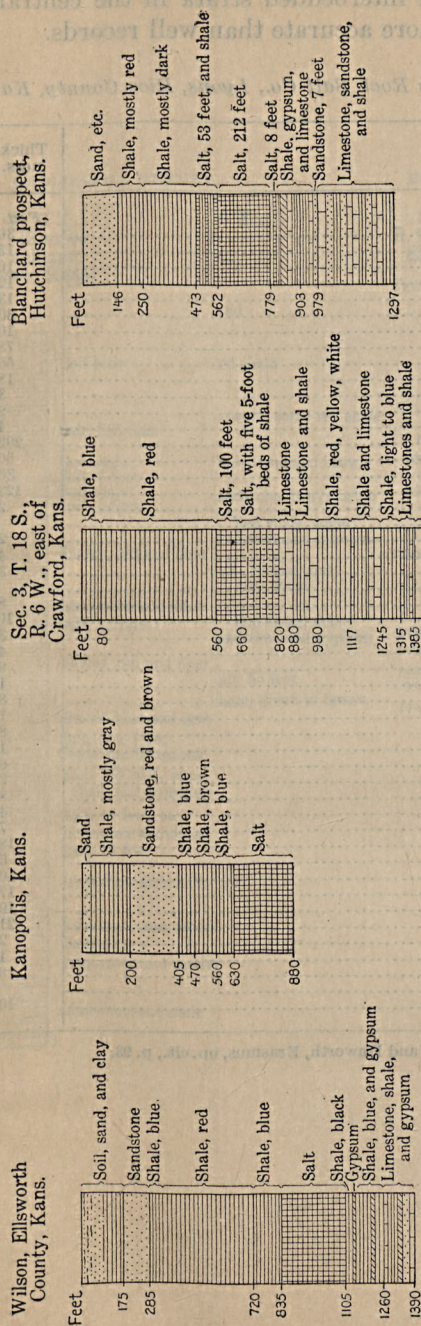 Wilson, Ellsworth
County, Kans.
Feet
175
285
720
835
1105
1260
1390
Soil, sand, and clay
Sandstone
Shale, blue.
Shale, red
Shale, blue
Salt
Shale, black
Gypsum
Shale, blue, and gypsum
Limestone, shale,
and gypsum
Kanopolis, Kans.
Feet
200
405
470
560
630
880
Sand
Shale, mostly gray
Sandstone, red and brown
Shale, blue
Shale, brown
Shale, blue
Salt
Sec. 3, T. 18 S.,
R. 6 W., east of
Crawford, Kans.
Feet
80
560
660
820
880
980
1117
1245
1315
1385
Shale, blue
Shale, red
Salt, 100 feet
Salt, with five 5-foot
beds of shale
Limestone
Limestone and shale
Shale, red, yellow, white
Shale and limestone
Shale, light to blue
Limestones and shale
Blanchard prospect,
Hutchinson, Kans.
Feet
146
250
473
562
779
903
979
1297
Sand, etc.
Shale, mostly red
Shale, mostly dark
Salt, 53 feet, and shale
Salt, 212 feet
Salt, 8 feet
Shale, gypsum,
and limestone
Sandstone, 7 feet
Limestone, sandstone,
and shale